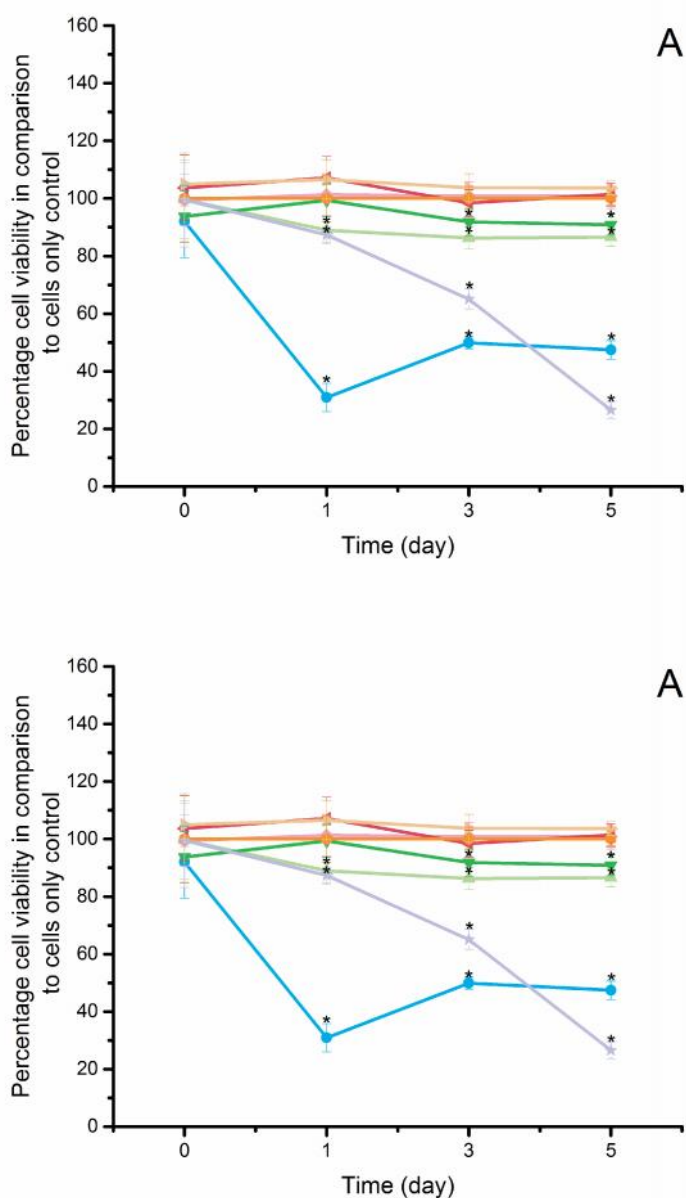 A
Percentage cell viability in comparison
to cells only control
160
140
120
100
80
60
40
20
0
0 1 3 5
Time (day)
A
Percentage cell viability in comparison
to cells only control
160
140
120
100
80
60
40
20
0
0 1 3 5
Time (day)